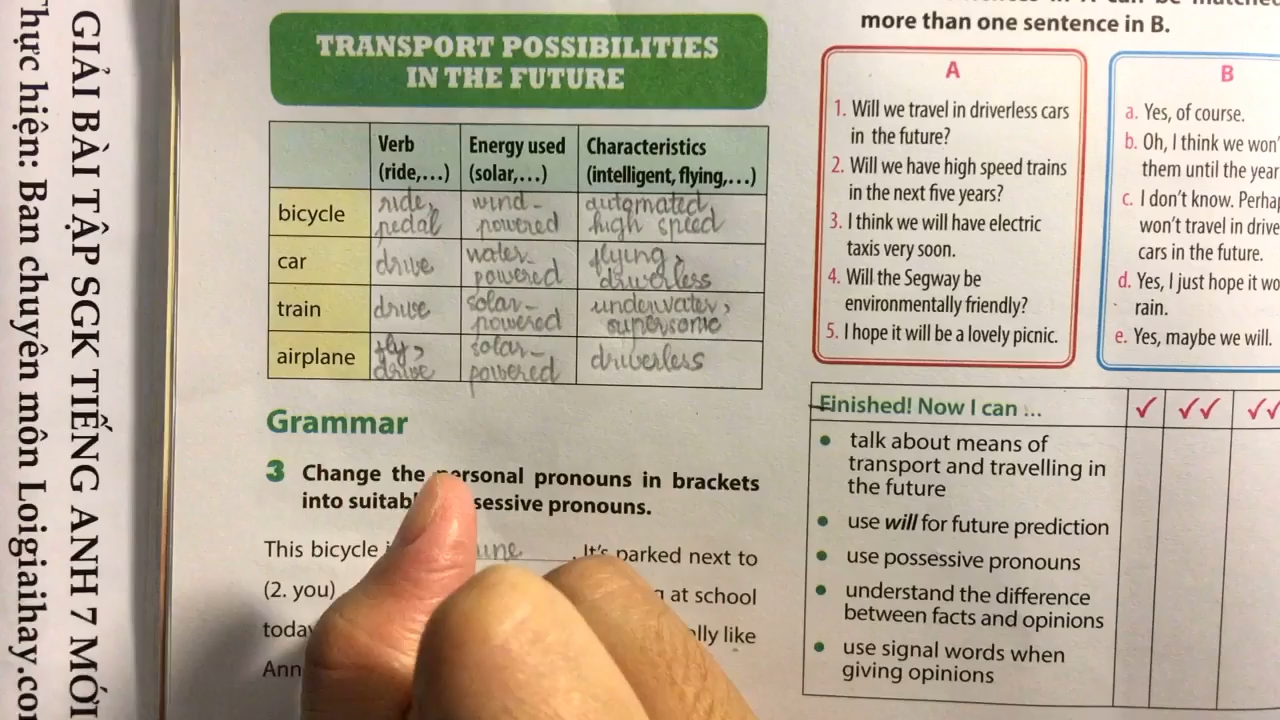 GIẢI BÀI TẬP SGK TIẾNG ANH 7 MỚI
Thực hiện: Ban chuyên môn Loigiaihay.com
TRANSPORT POSSIBILITIES
IN THE FUTURE
Verb
(ride,…)
Energy used
(solar,…)
Characteristics
(intelligent, flying,…)
bicycle
ride,
pedal
wind-
powered
automated,
high speed
car
drive
water-
powered
flying,
driverless
train
drive
solar-
powered
underwater,
supersonic
airplane
fly,
drive
solar-
powered
driverless
Grammar
3 Change the personal pronouns in brackets
into suitabl sessive pronouns.
This bicycle . It's parked next to
(2. you) at school
today like
Ann
more than one sentence in B.
A
1. Will we travel in driverless cars
in the future?
2. Will we have high speed trains
in the next five years?
3. I think we will have electric
taxis very soon.
4. Will the Segway be
environmentally friendly?
5. I hope it will be a lovely picnic.
B
a. Yes, of course.
b. Oh, I think we won'
them until the year
c. I don't know. Perhap
won't travel in drive
cars in the future.
d. Yes, I just hope it wo
rain.
e. Yes, maybe we will.
Finished! Now I can ... ✓ ✓✓ ✓✓
• talk about means of
transport and travelling in
the future
• use will for future prediction
• use possessive pronouns
• understand the difference
between facts and opinions
• use signal words when
giving opinions